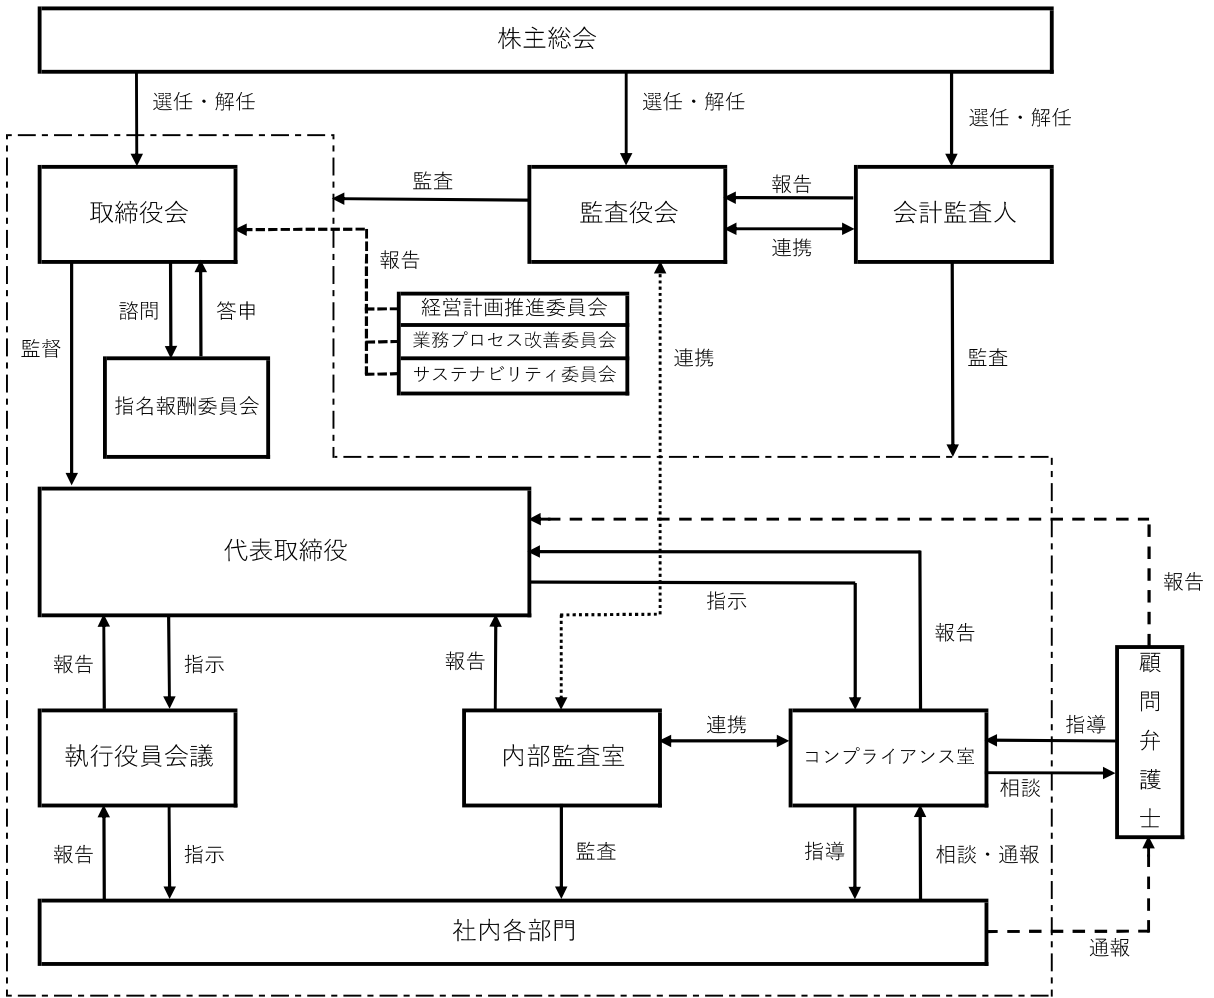 株主総会
選任・解任
選任・解任
選任・解任
取締役会
監査
監査役会
報告
連携
会計監査人
報告
諮問
答申
監督
経営計画推進委員会
業務プロセス改善委員会
サステナビリティ委員会
連携
監査
指名報酬委員会
代表取締役
指示
報告
報告
報告
指示
報告
顧問弁護士
執行役員会議
内部監査室
連携
コンプライアンス室
指導
相談
報告
指示
監査
指導
相談・通報
社内各部門
通報